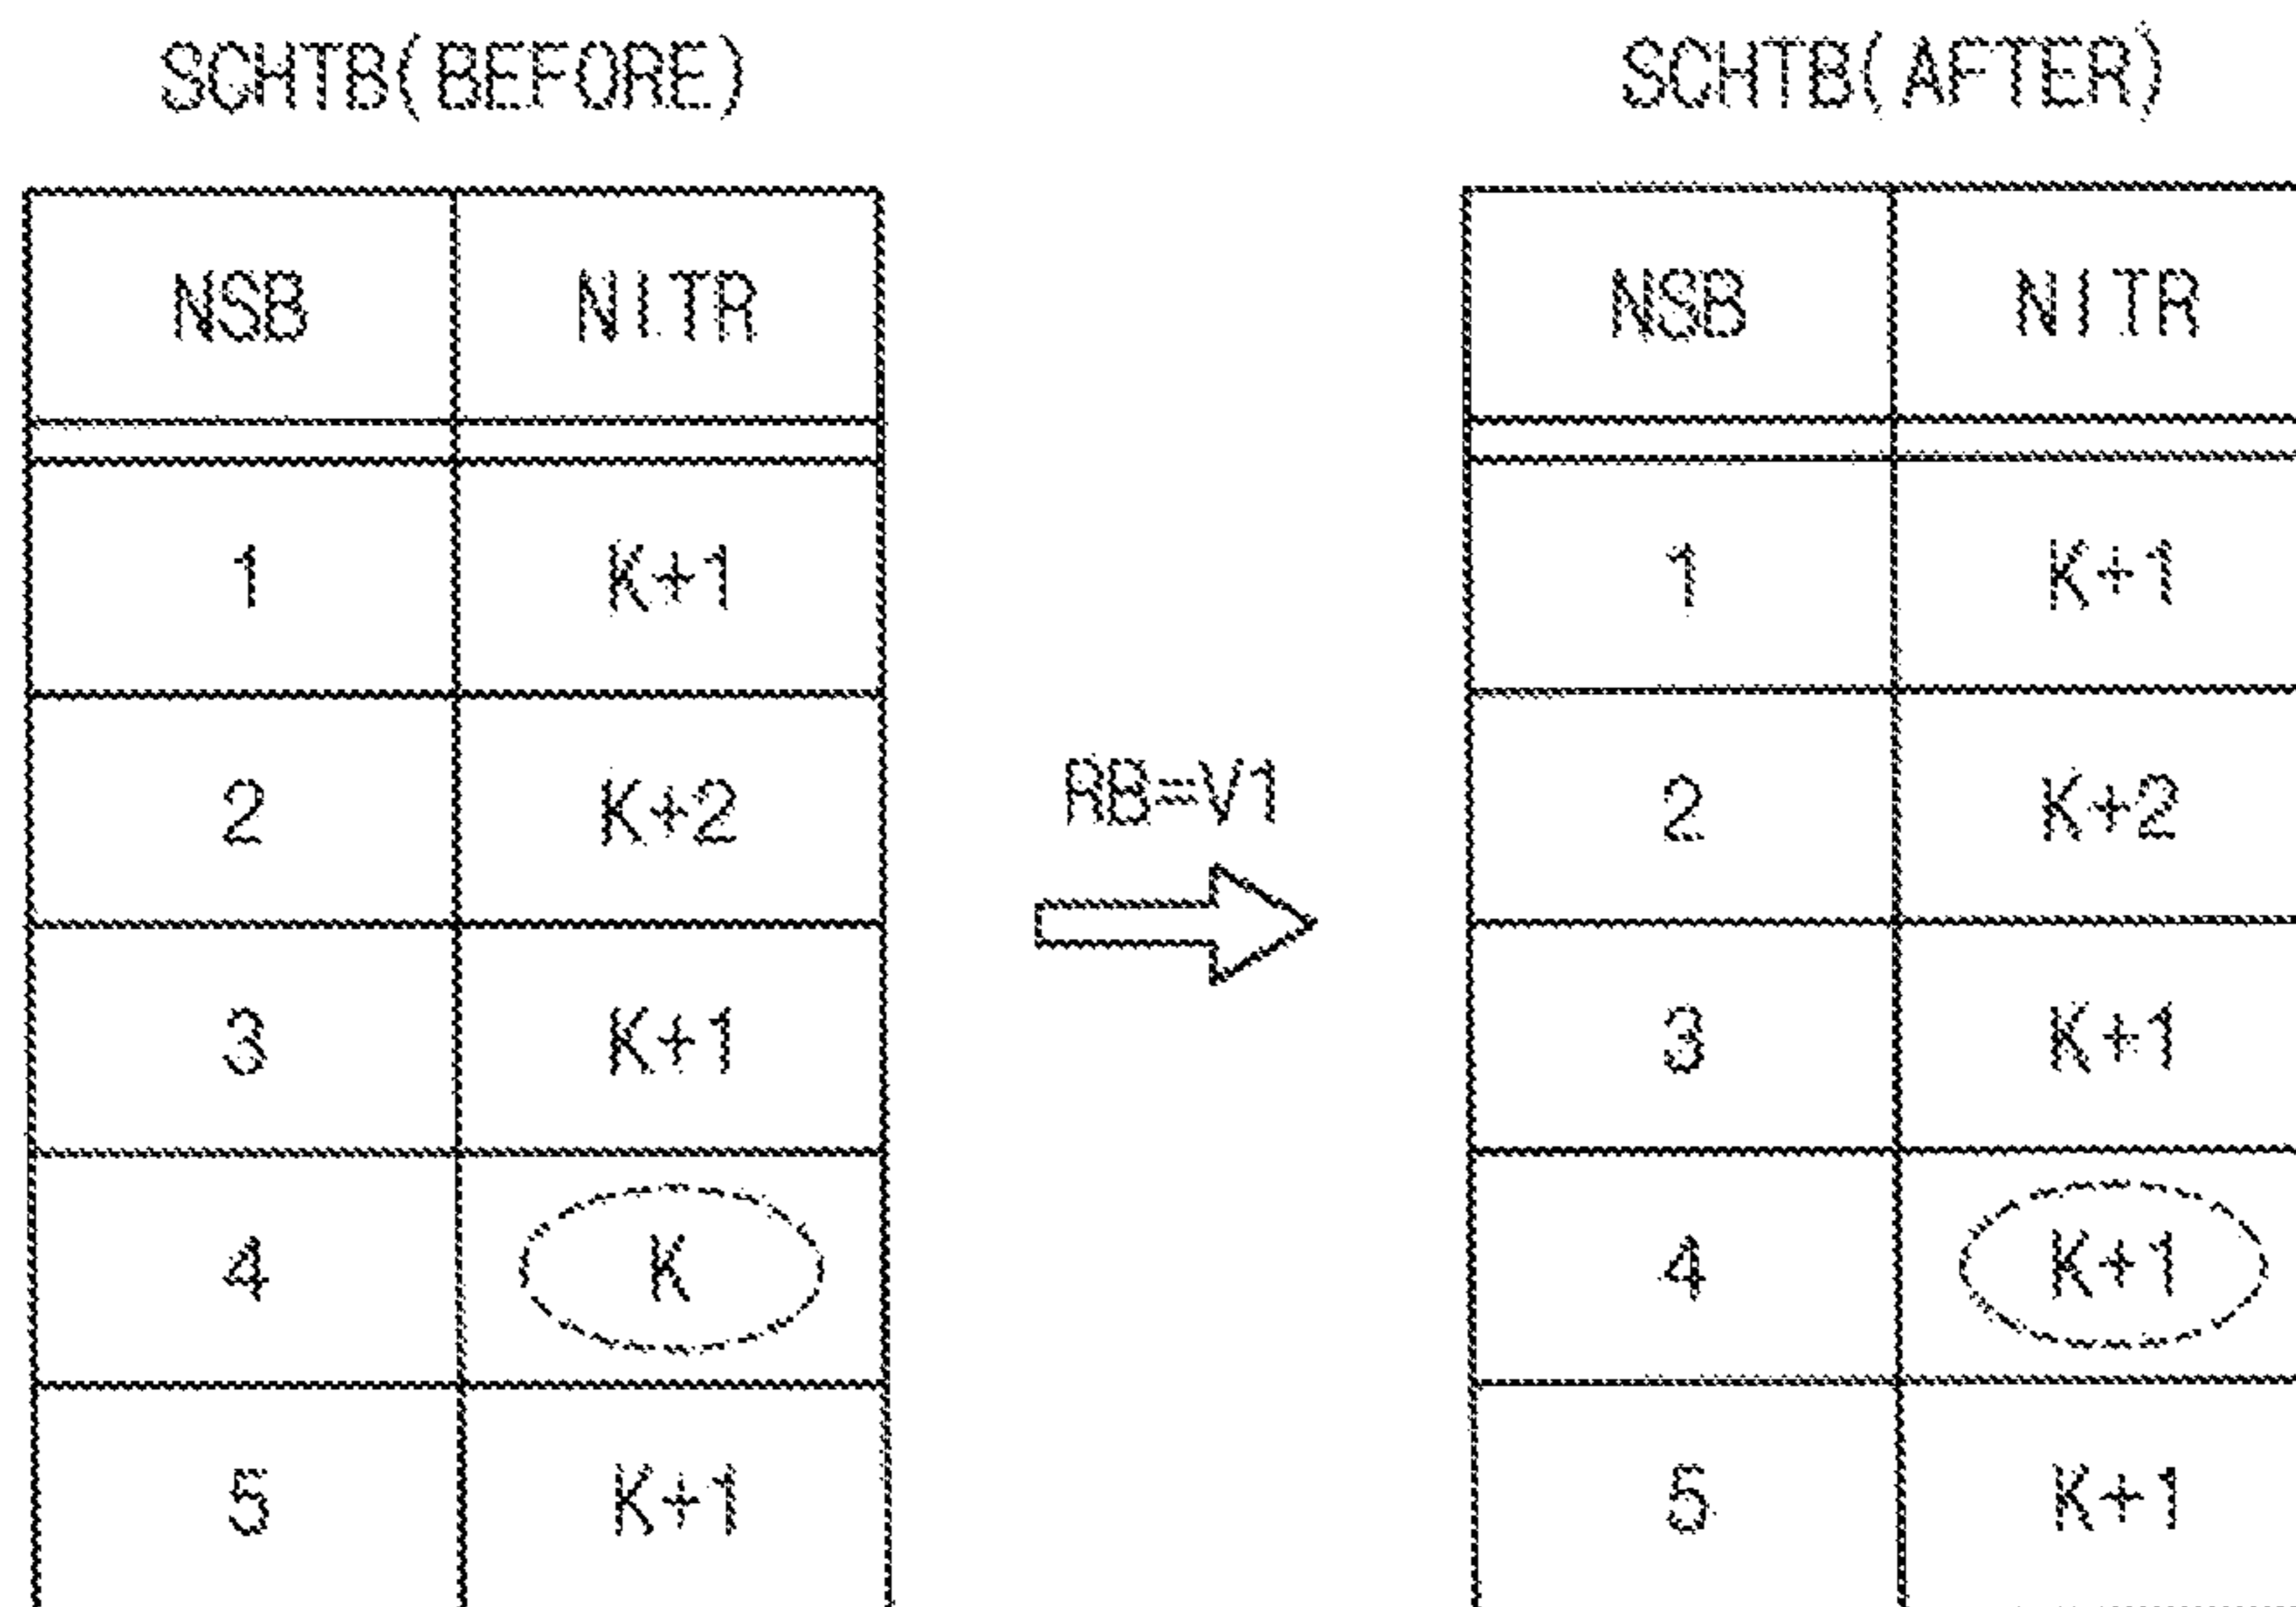 SCHTB(BEFORE)
NSB NITR
1 K+1
2 K+2
3 K+1
4 K
5 K+1
RB=V1
SCHTB(AFTER)
NSB NITR
1 K+1
2 K+2
3 K+1
4 K+1
5 K+1